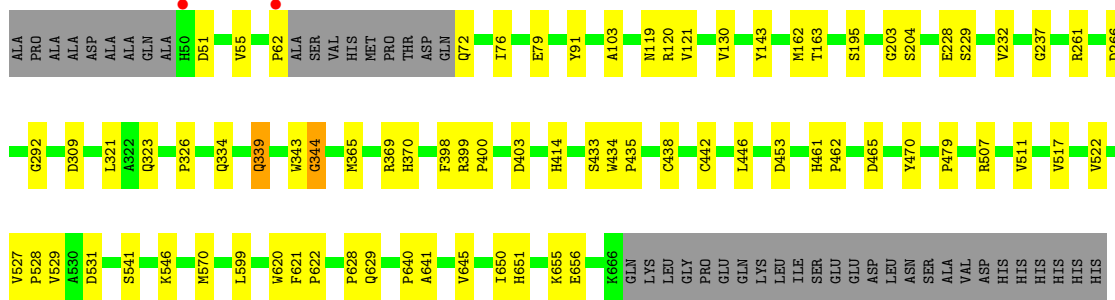 ALA PRO ALA ALA ASP ALA ALA GLN ALA H50 D51 V55 P62 ALA SER VAL HIS MET PRO THR ASP GLN Q72 I76 E79 Y91 A103 N119 R120 V121 V130 Y143 M162 T163 S195 G203 S204 E228 S229 V232 G237 R261
G292 D309 L321 A322 Q323 P326 Q334 Q339 W343 G344 M365 R369 H370 F398 R399 P400 D403 H414 S433 W434 P435 C438 C442 L446 D453 H461 P462 D465 Y470 P479 R507 V511 V517 V522
V527 P528 V529 A530 D531 S541 K546 M570 L599 W620 F621 P622 P628 Q629 P640 A641 V645 I650 H651 K655 E656 K666 GLN LYS LEU GLY PRO GLU GLN LYS LEU ILE SER GLU GLU ASP LEU ASN SER ALA VAL ASP HIS HIS HIS HIS HIS HIS